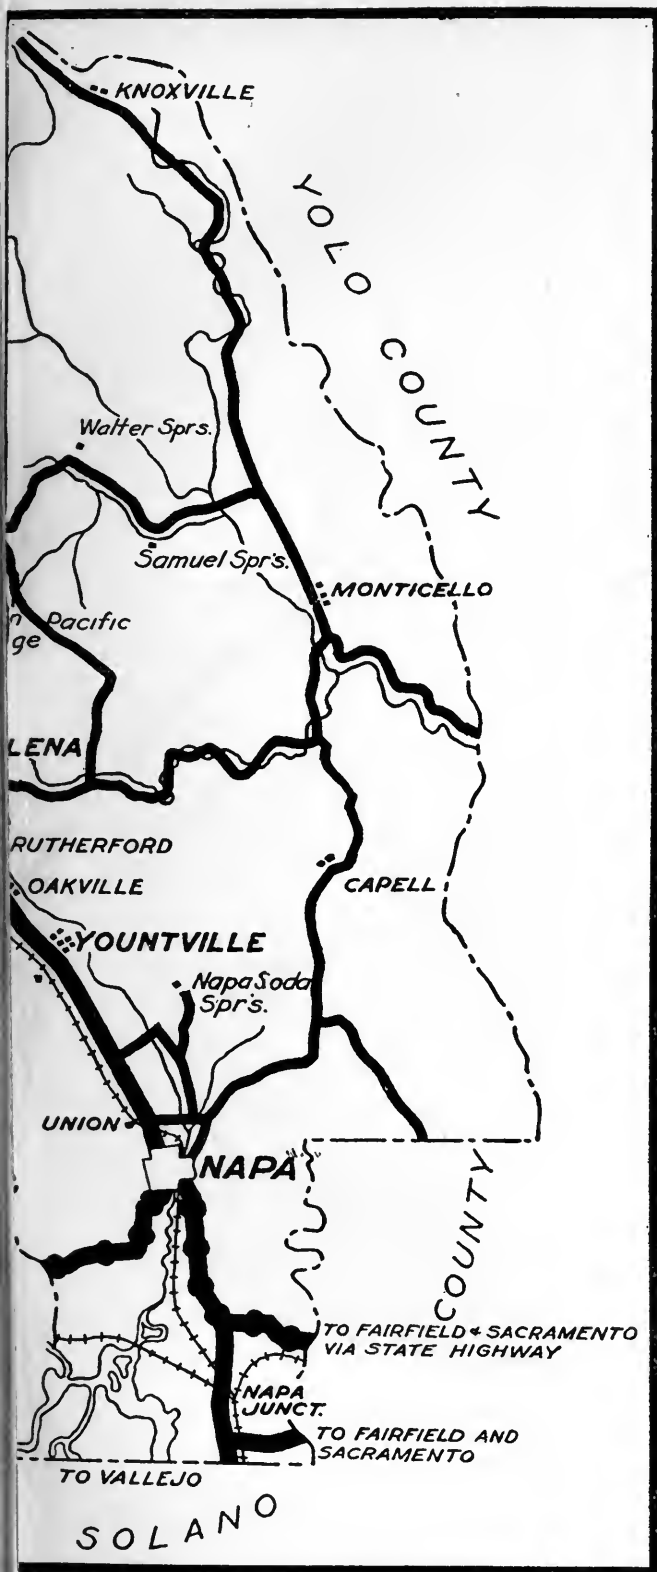 KNOXVILLE
YOLO COUNTY
Walter Sprs.
Samuel Spr's.
MONTICELLO
n Pacific
ge
LENA
RUTHERFORD
OAKVILLE
CAPELL
YOUNTVILLE
Napa Soda
Spr's.
UNION
NAPA
COUNTY
TO FAIRFIELD & SACRAMENTO
VIA STATE HIGHWAY
NAPA
JUNCT.
TO FAIRFIELD AND
SACRAMENTO
TO VALLEJO
SOLANO